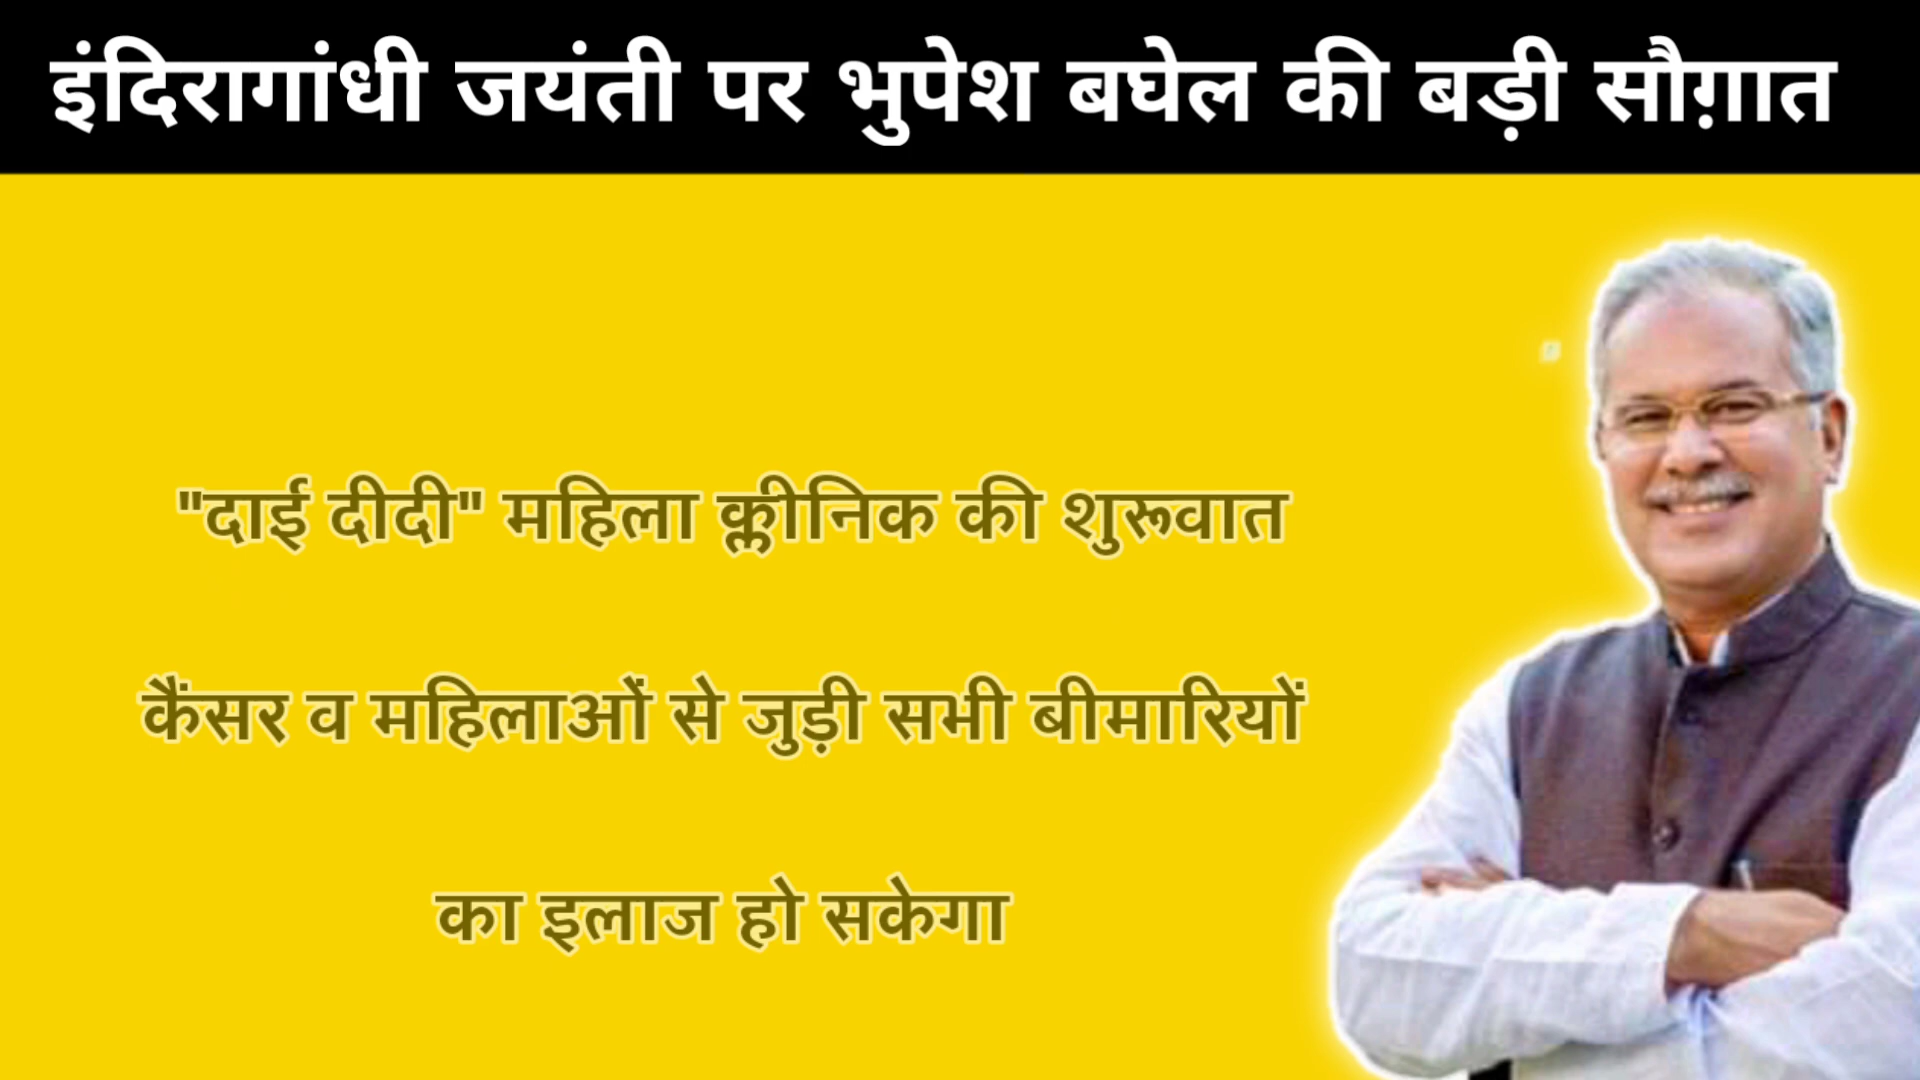 इंदिरागांधी जयंती पर भुपेश बघेल की बड़ी सौग़ात
"दाई दीदी" महिला क्लीनिक की शुरूवात
कैंसर व महिलाओं से जुड़ी सभी बीमारियों
का इलाज हो सकेगा